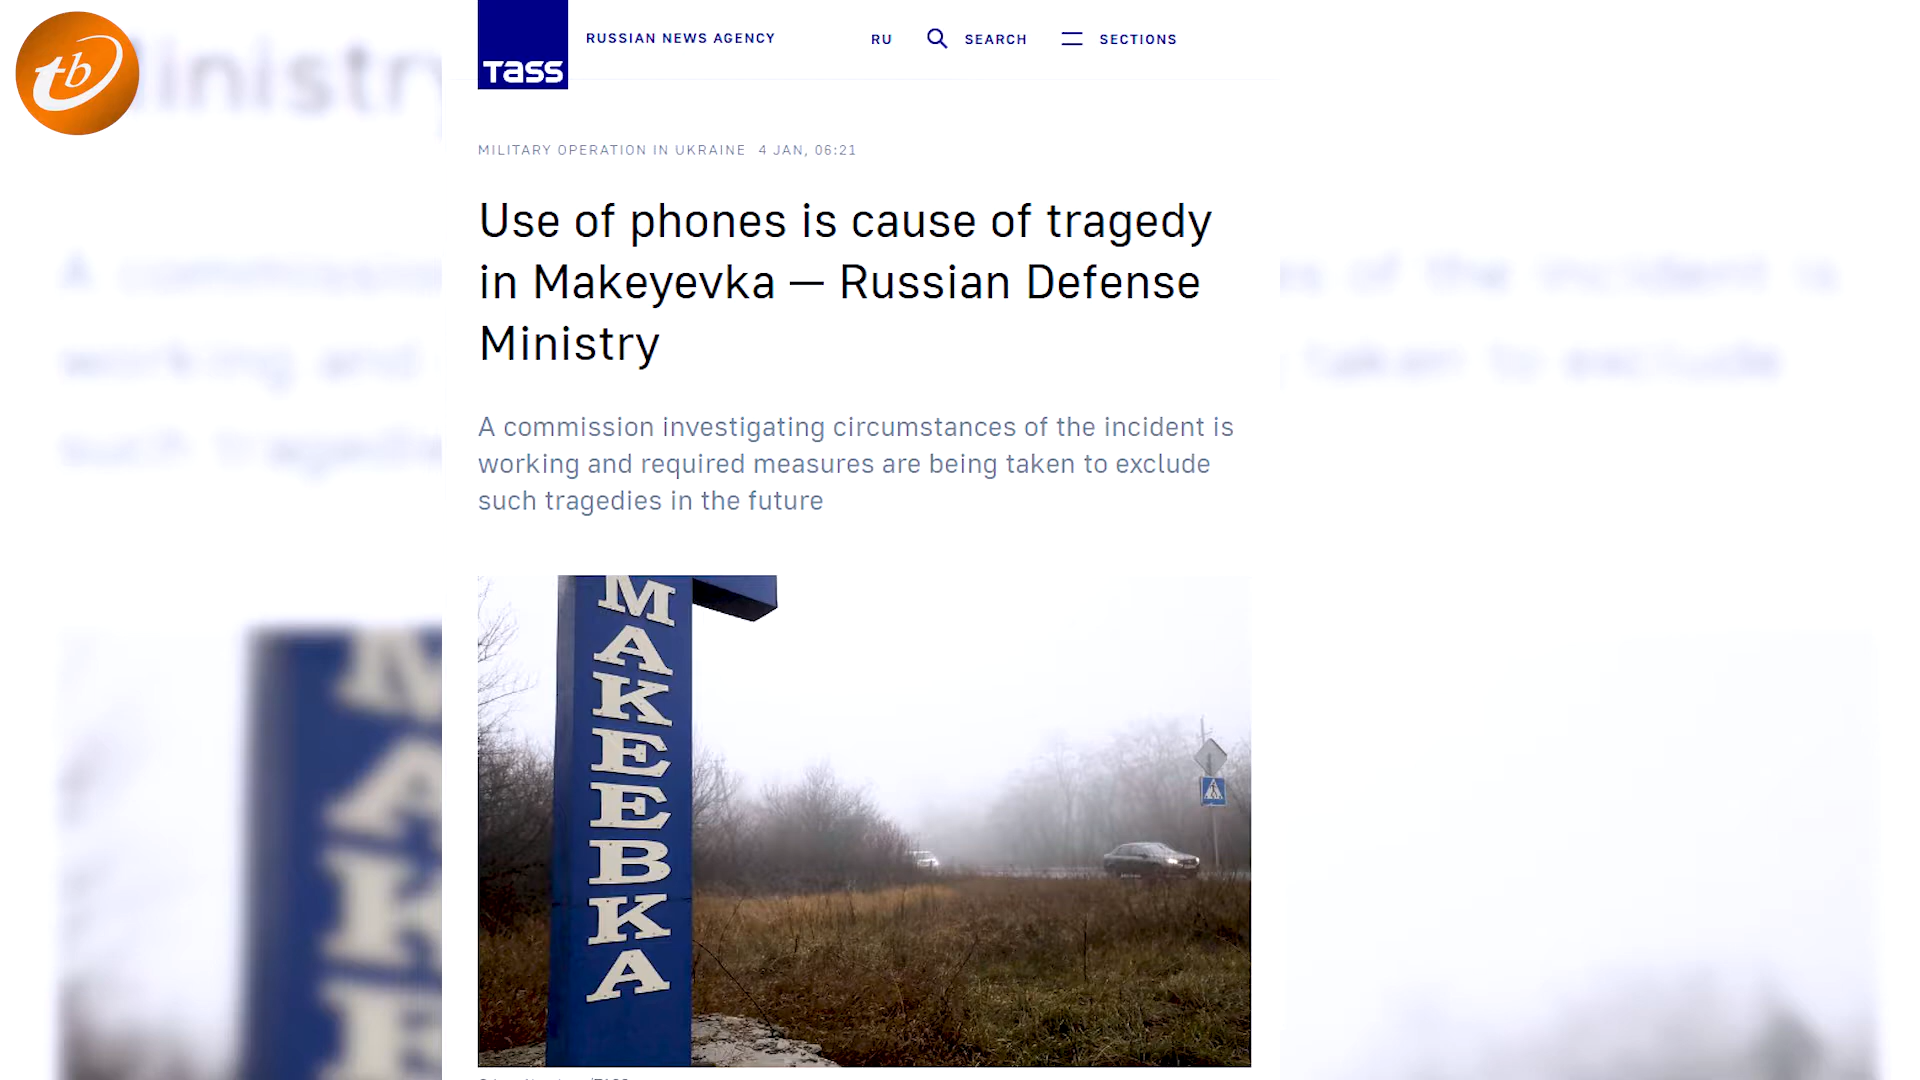 tb
RUSSIAN NEWS AGENCY
RU
SEARCH
SECTIONS
TASS
MILITARY OPERATION IN UKRAINE 4 JAN, 06:21
Use of phones is cause of tragedy
in Makeyevka — Russian Defense
Ministry
A commission investigating circumstances of the incident is
working and required measures are being taken to exclude
such tragedies in the future
МАКЕЕВКА